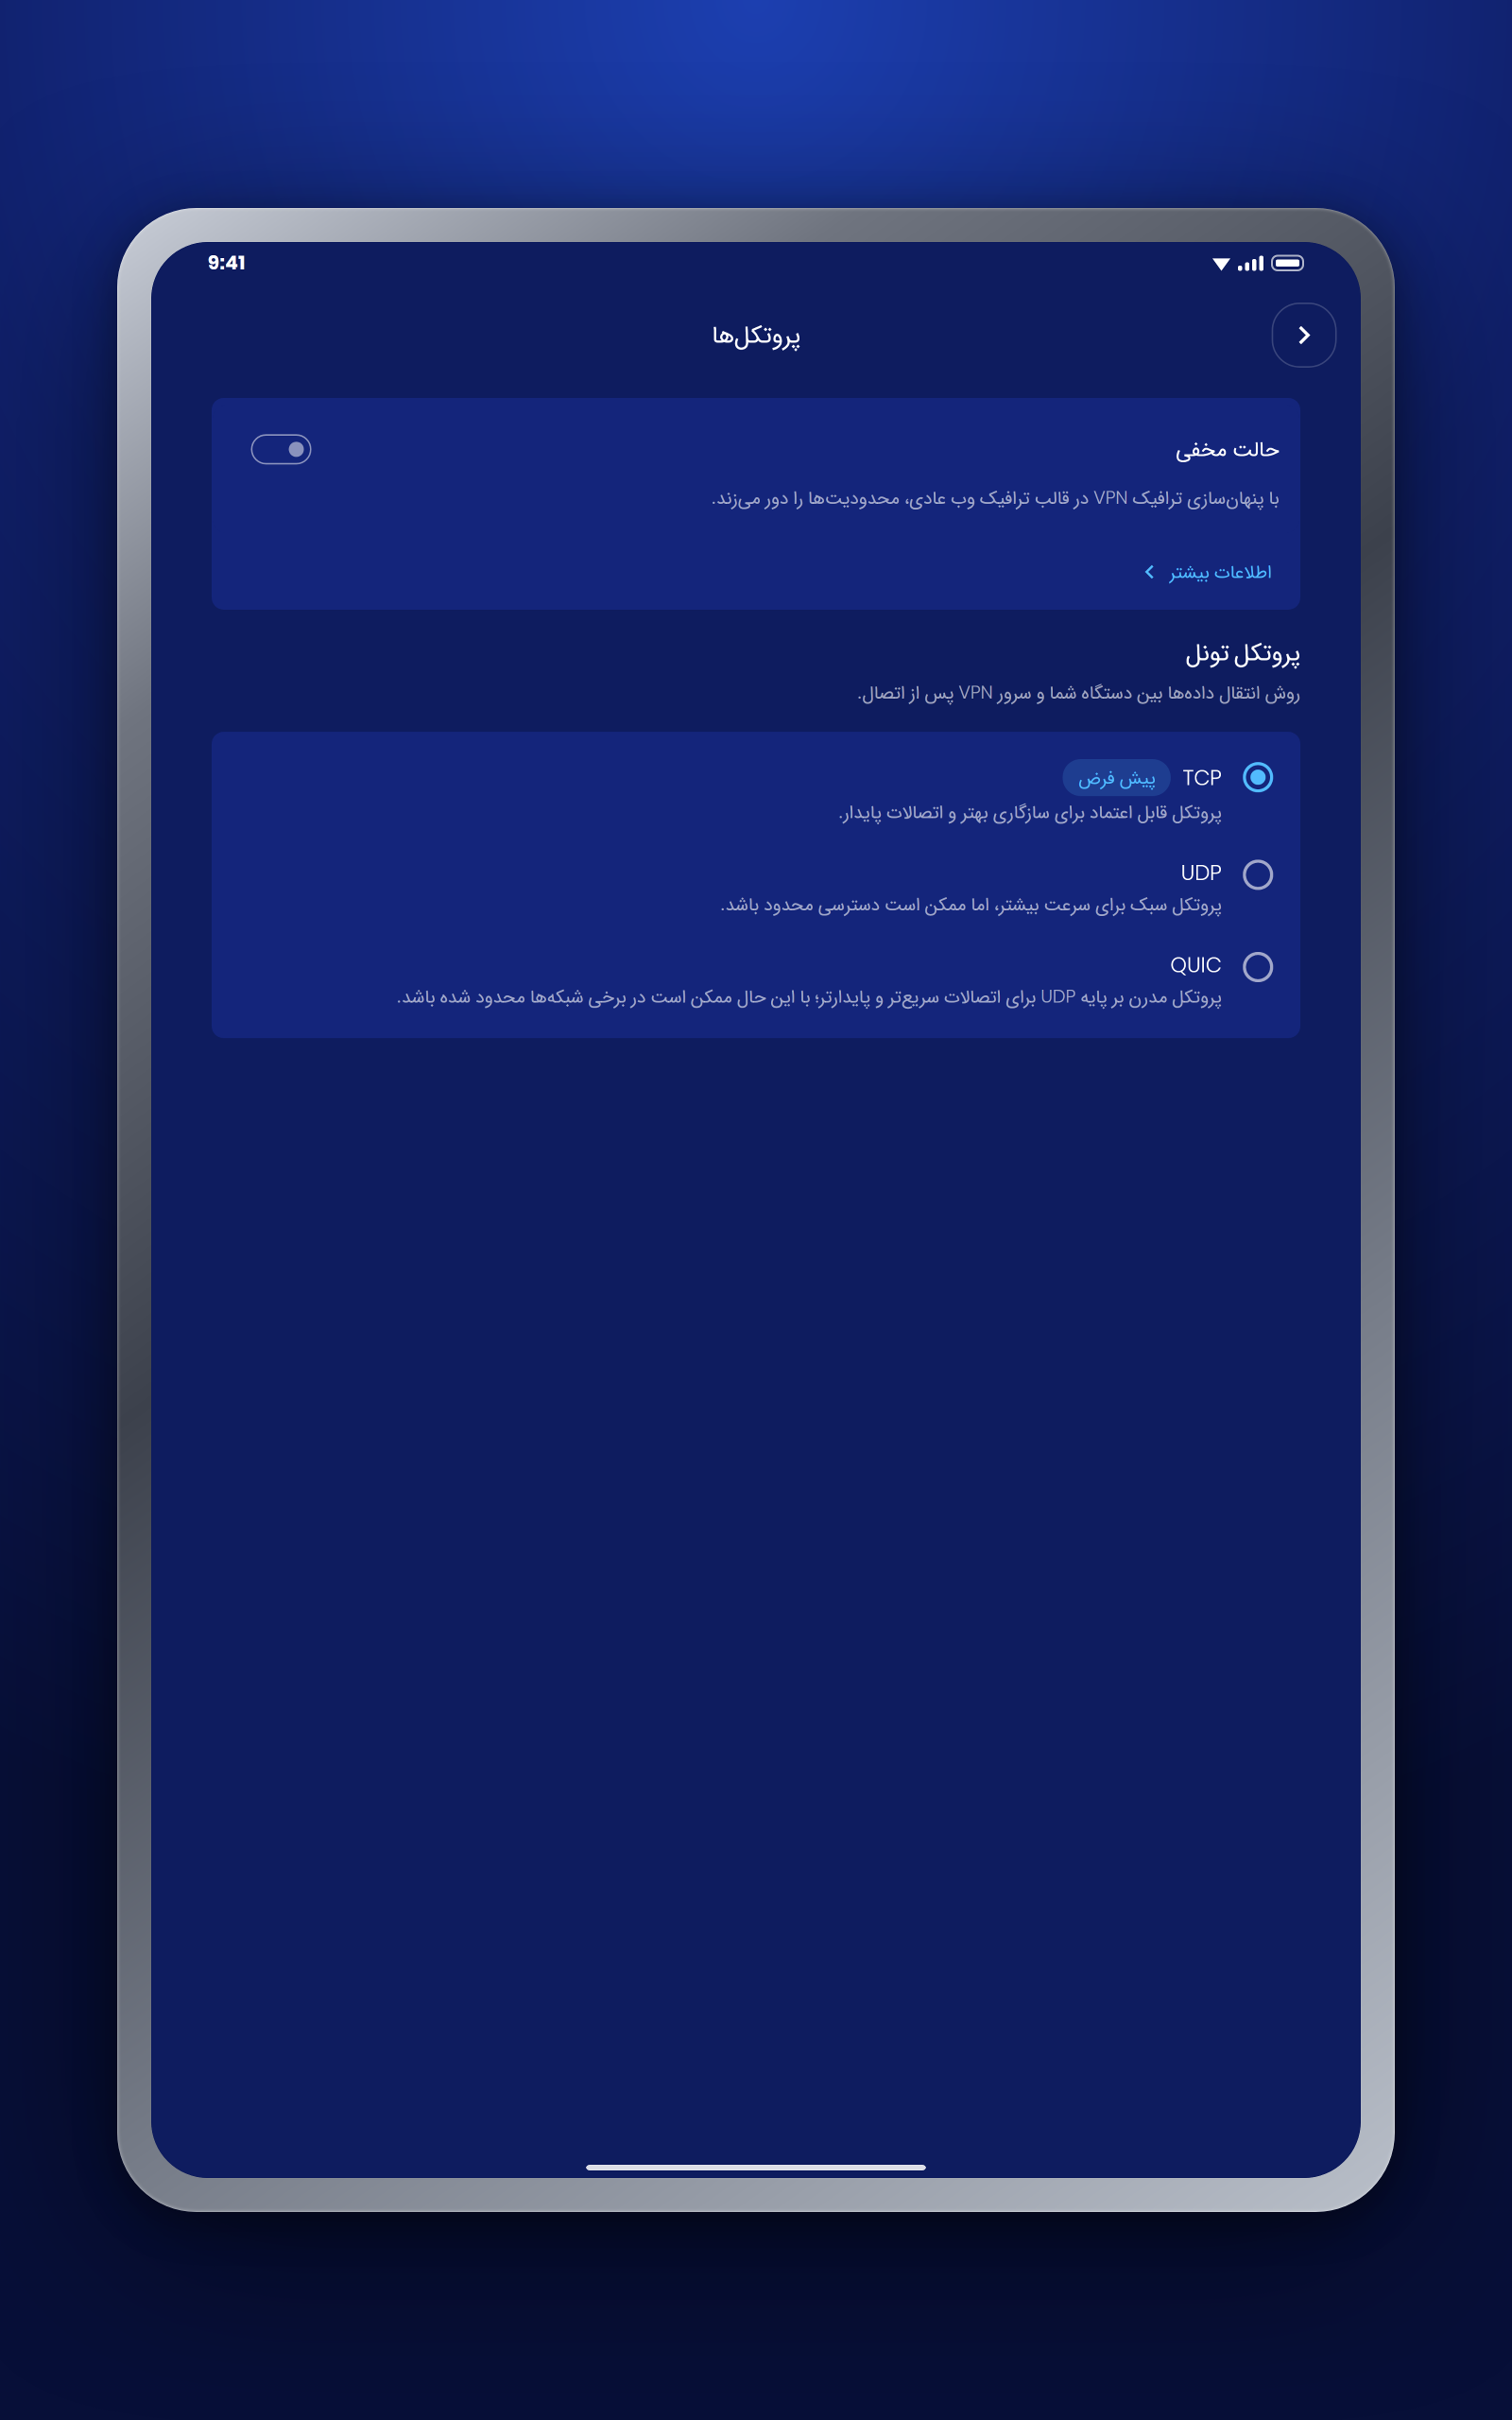 9:41
پروتکل‌ها
حالت مخفی
با پنهان‌سازی ترافیک VPN در قالب ترافیک وب عادی، محدودیت‌ها را دور می‌زند.
اطلاعات بیشتر
پروتکل تونل
روش انتقال داده‌ها بین دستگاه شما و سرور VPN پس از اتصال.
TCP پیش فرض
پروتکل قابل اعتماد برای سازگاری بهتر و اتصالات پایدار.
UDP
پروتکل سبک برای سرعت بیشتر، اما ممکن است دسترسی محدود باشد.
QUIC
پروتکل مدرن بر پایه UDP برای اتصالات سریع‌تر و پایدارتر؛ با این حال ممکن است در برخی شبکه‌ها محدود شده باشد.